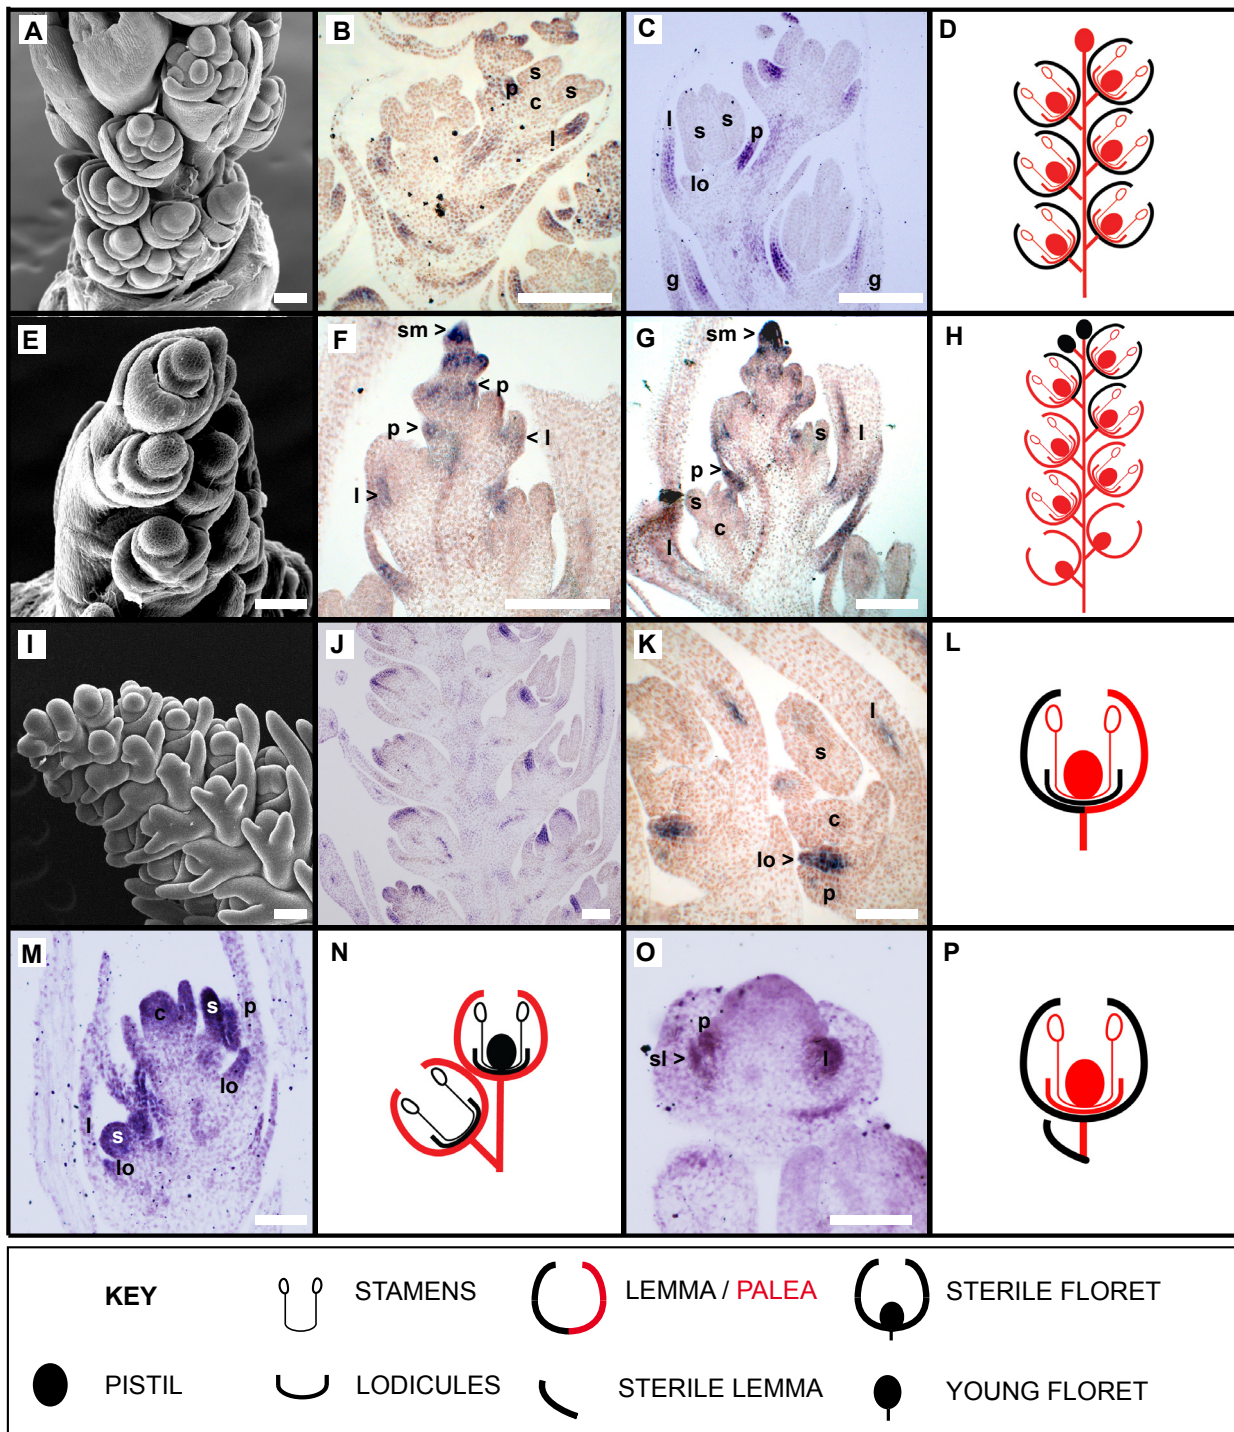 A
B
s
p
s
c
l
C
l
s
s
p
lo
g
g
D
E
F
sm >
< p
p >
< l
l >
G
sm >
s
l
p >
s
c
l
H
I
J
K
l
s
c
lo >
p
L
M
c
s
p
lo
l
s
lo
N
O
p
sl >
l
P
KEY
STAMENS
LEMMA / PALEA
STERILE FLORET
PISTIL
LODICULES
STERILE LEMMA
YOUNG FLORET